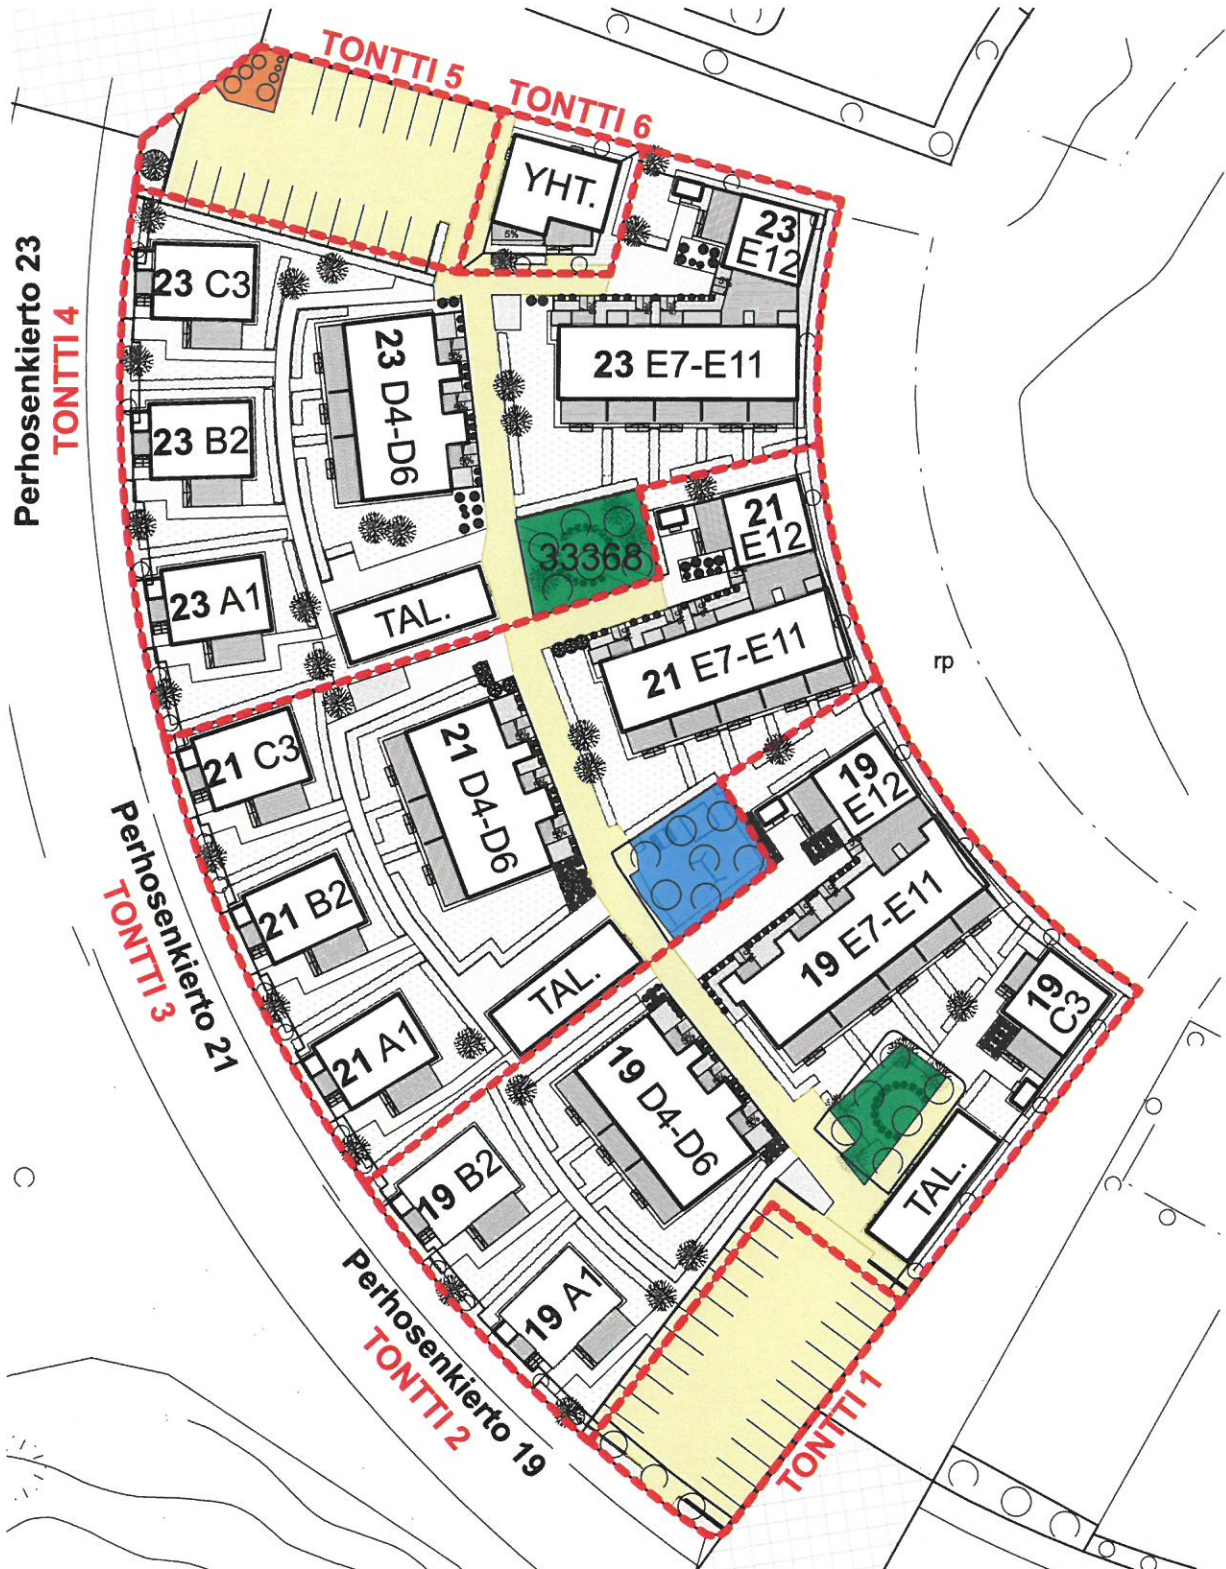 TONTTI 5
TONTTI 6
YHT.
5%
23
E12
23 C3
Perhosenkierto 23
TONTTI 4
23 D4-D6
23 E7-E11
23 B2
21
E12
33368
23 A1
TAL.
21 E7-E11
rp
21 C3
21 D4-D6
19
E12
Perhosenkierto 21
TONTTI 3
21 B2
19 E7-E11
TAL.
19
C3
21 A1
19 D4-D6
19 B2
TAL.
19 A1
Perhosenkierto 19
TONTTI 2
TONTTI 1